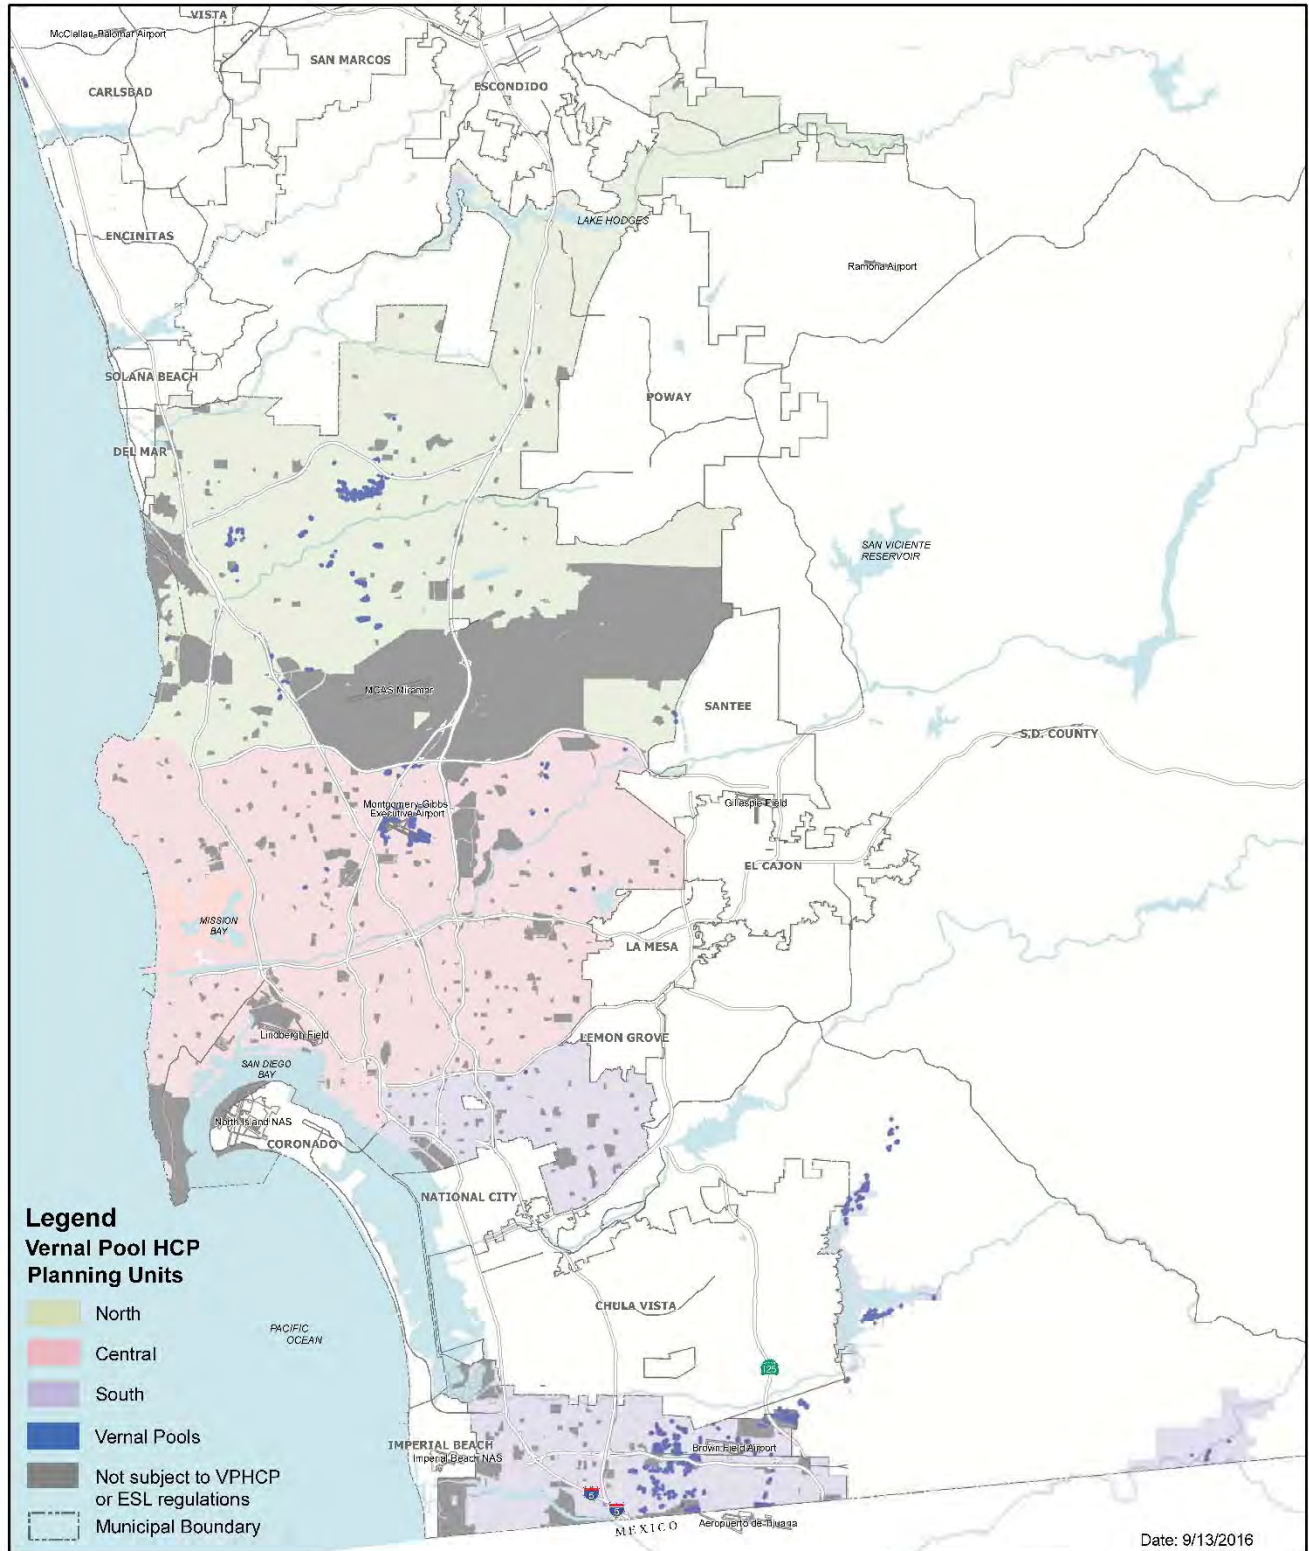 VISTA
McClellan-Palomar Airport
SAN MARCOS
CARLSBAD
ESCONDIDO
LAKE HODGES
ENCINITAS
Ramona Airport
SOLANA BEACH
POWAY
DEL MAR
SAN VICIENTE
RESERVOIR
MCAS Miramar
SANTEE
S.D. COUNTY
Montgomery-Gibbs
Executive Airport
Gillespie Field
EL CAJON
MISSION
BAY
LA MESA
Lindbergh Field
LEMON GROVE
SAN DIEGO
BAY
North Island NAS
CORONADO
NATIONAL CITY
CHULA VISTA
PACIFIC
OCEAN
125
IMPERIAL BEACH
Imperial Beach NAS
Brown Field Airport
5
5
MEXICO
Aeropuerto de Tijuana
Legend
Vernal Pool HCP
Planning Units
North
Central
South
Vernal Pools
Not subject to VPHCP
or ESL regulations
Municipal Boundary
Date: 9/13/2016